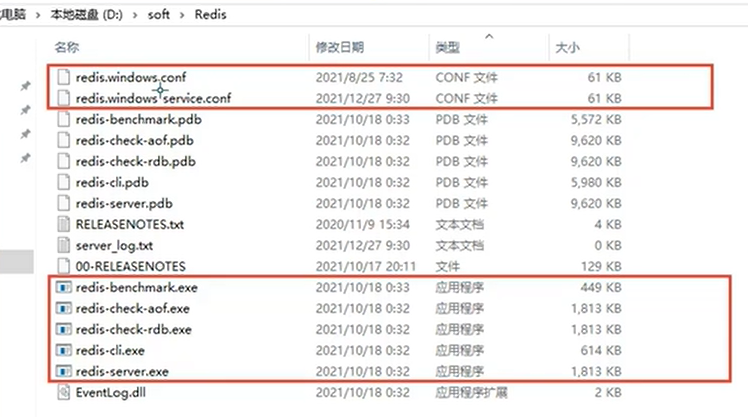 电脑 > 本地磁盘 (D:) > soft > Redis
名称 修改日期 类型 大小
redis.windows.conf 2021/8/25 7:32 CONF 文件 61 KB
redis.windows-service.conf 2021/12/27 9:30 CONF 文件 61 KB
redis-benchmark.pdb 2021/10/18 0:33 PDB 文件 5,572 KB
redis-check-aof.pdb 2021/10/18 0:32 PDB 文件 9,620 KB
redis-check-rdb.pdb 2021/10/18 0:32 PDB 文件 9,620 KB
redis-cli.pdb 2021/10/18 0:32 PDB 文件 5,980 KB
redis-server.pdb 2021/10/18 0:32 PDB 文件 9,620 KB
RELEASENOTES.txt 2020/11/9 15:34 文本文档 4 KB
server_log.txt 2021/12/27 9:30 文本文档 0 KB
00-RELEASENOTES 2021/10/17 20:11 文件 129 KB
redis-benchmark.exe 2021/10/18 0:33 应用程序 449 KB
redis-check-aof.exe 2021/10/18 0:32 应用程序 1,813 KB
redis-check-rdb.exe 2021/10/18 0:32 应用程序 1,813 KB
redis-cli.exe 2021/10/18 0:32 应用程序 614 KB
redis-server.exe 2021/10/18 0:32 应用程序 1,813 KB
EventLog.dll 2021/10/18 0:32 应用程序扩展 2 KB